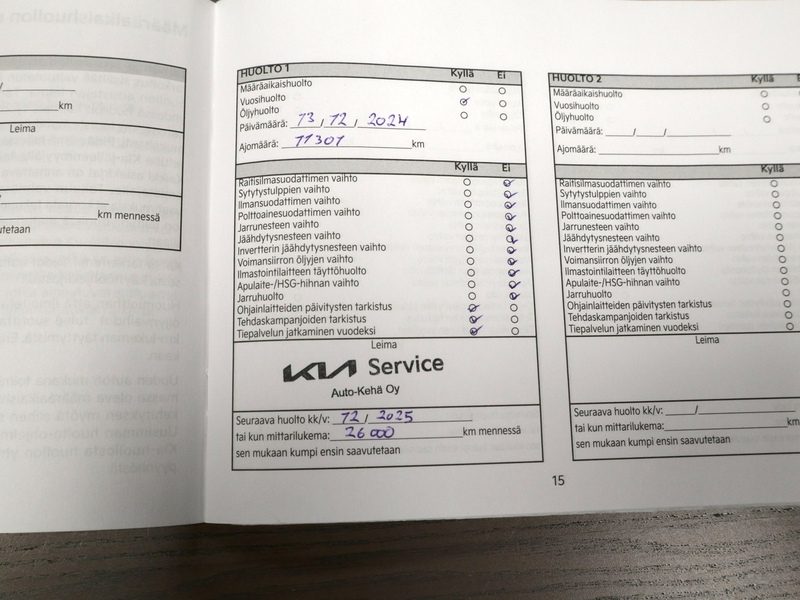 /
km
Leima
km mennessä
HUOLTO 1 Kyllä Ei
Määräaikaishuolto
Vuosihuolto
Öljyhuolto
Päivämäärä: 13 / 12 / 2024
Ajomäärä: 11301 km
Kyllä Ei
Raitisilmasuodattimen vaihto
Sytytystulppien vaihto
Ilmansuodattimen vaihto
Polttoainesuodattimen vaihto
Jarrunesteen vaihto
Jäähdytysnesteen vaihto
Invertterin jäähdytysnesteen vaihto
Voimansiirron öljyjen vaihto
Ilmastointilaitteen täyttöhuolto
Apulaite-/HSG-hihnan vaihto
Jarruhuolto
Ohjainlaitteiden päivitysten tarkistus
Tehdaskampanjoiden tarkistus
Tiepalvelun jatkaminen vuodeksi
Leima
KIA Service
Auto-Kehä Oy
Seuraava huolto kk/v: 12 / 2025
tai kun mittarilukema: 26 000 km mennessä
sen mukaan kumpi ensin saavutetaan
HUOLTO 2 Kyllä
Määräaikaishuolto
Vuosihuolto
Öljyhuolto
Päivämäärä: / /
Ajomäärä: km
Kyllä
Raitisilmasuodattimen vaihto
Sytytystulppien vaihto
Ilmansuodattimen vaihto
Polttoainesuodattimen vaihto
Jarrunesteen vaihto
Jäähdytysnesteen vaihto
Invertterin jäähdytysnesteen vaihto
Voimansiirron öljyjen vaihto
Ilmastointilaitteen täyttöhuolto
Apulaite-/HSG-hihnan vaihto
Jarruhuolto
Ohjainlaitteiden päivitysten tarkistus
Tehdaskampanjoiden tarkistus
Tiepalvelun jatkaminen vuodeksi
Leima
Seuraava huolto kk/v: /
tai kun mittarilukema: km
sen mukaan kumpi ensin saavutetaan
15